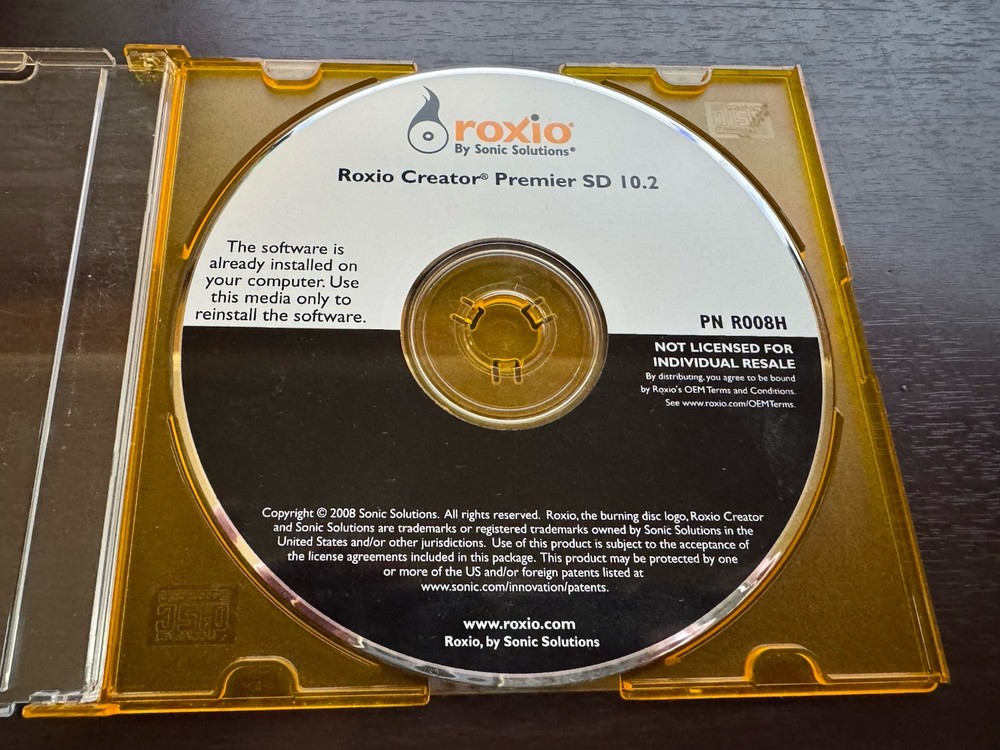 roxio®
By Sonic Solutions®
Roxio Creator® Premier SD 10.2
The software is
already installed on
your computer. Use
this media only to
reinstall the software.
PN R008H
NOT LICENSED FOR
INDIVIDUAL RESALE
By distributing, you agree to be bound
by Roxio's OEM Terms and Conditions.
See www.roxio.com/OEMTerms.
Copyright © 2008 Sonic Solutions. All rights reserved. Roxio, the burning disc logo, Roxio Creator
and Sonic Solutions are trademarks or registered trademarks owned by Sonic Solutions in the
United States and/or other jurisdictions. Use of this product is subject to the acceptance of
the license agreements included in this package. This product may be protected by one
or more of the US and/or foreign patents listed at
www.sonic.com/innovation/patents.
www.roxio.com
Roxio, by Sonic Solutions